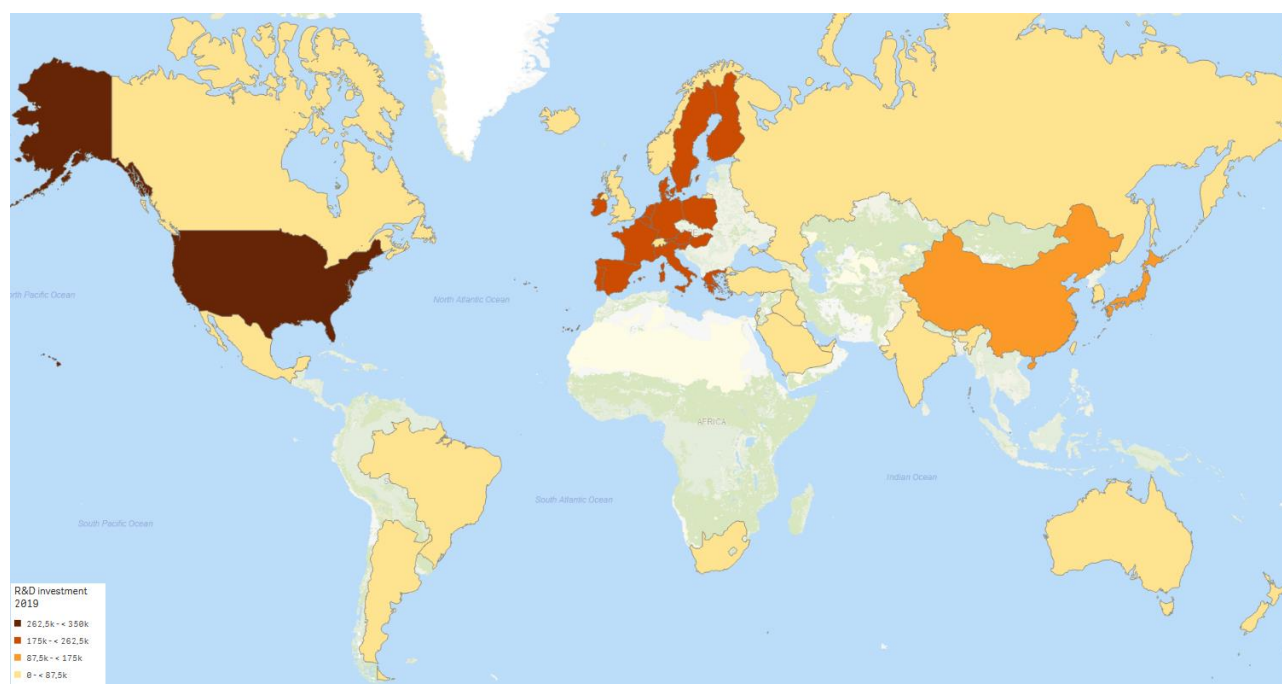 orth Pacific Ocean
North Atlantic Ocean
AFRICA
Indian Ocean
South Atlantic Ocean
South Pacific Ocean
R&D investment
2019
262,5k - < 350k
175k - < 262,5k
87,5k - < 175k
0 - < 87,5k